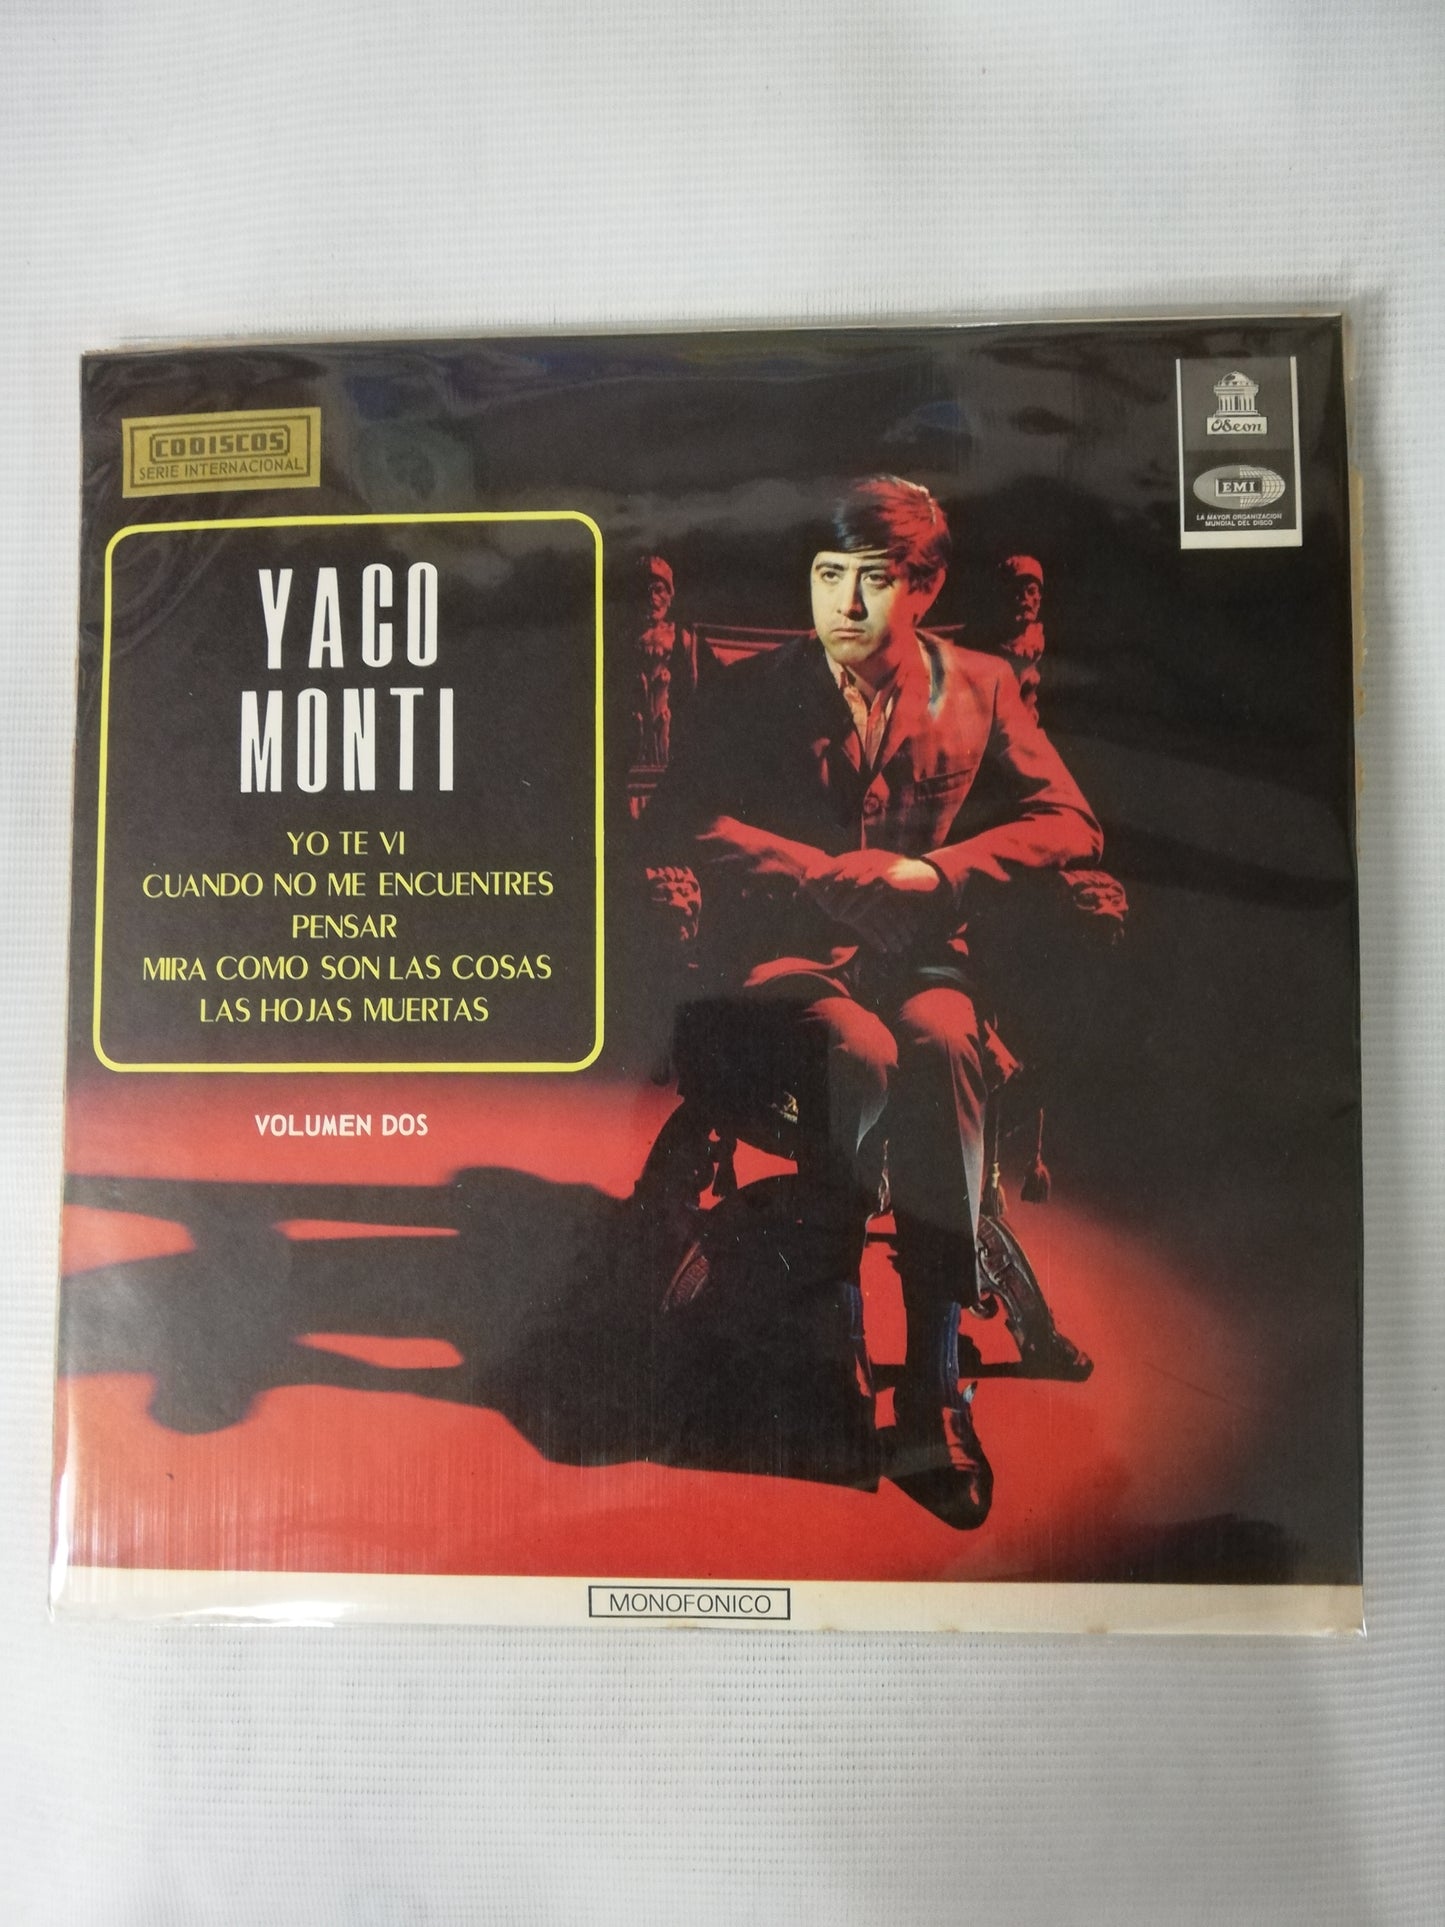 CODISCOS
SERIE INTERNACIONAL
Odeon
EMI
LA MAYOR ORGANIZACION
MUNDIAL DEL DISCO
YACO
MONTI
YO TE VI
CUANDO NO ME ENCUENTRES
PENSAR
MIRA COMO SON LAS COSAS
LAS HOJAS MUERTAS
VOLUMEN DOS
MONOFONICO